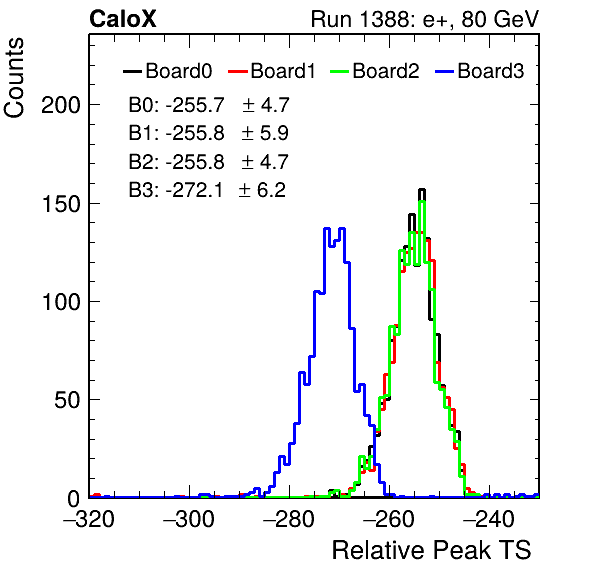 CaloX Run 1388: e+, 80 GeV
Counts
Board0 Board1 Board2 Board3
B0: -255.7 ± 4.7
B1: -255.8 ± 5.9
B2: -255.8 ± 4.7
B3: -272.1 ± 6.2
200
150
100
50
0
−320 −300 −280 −260 −240
Relative Peak TS